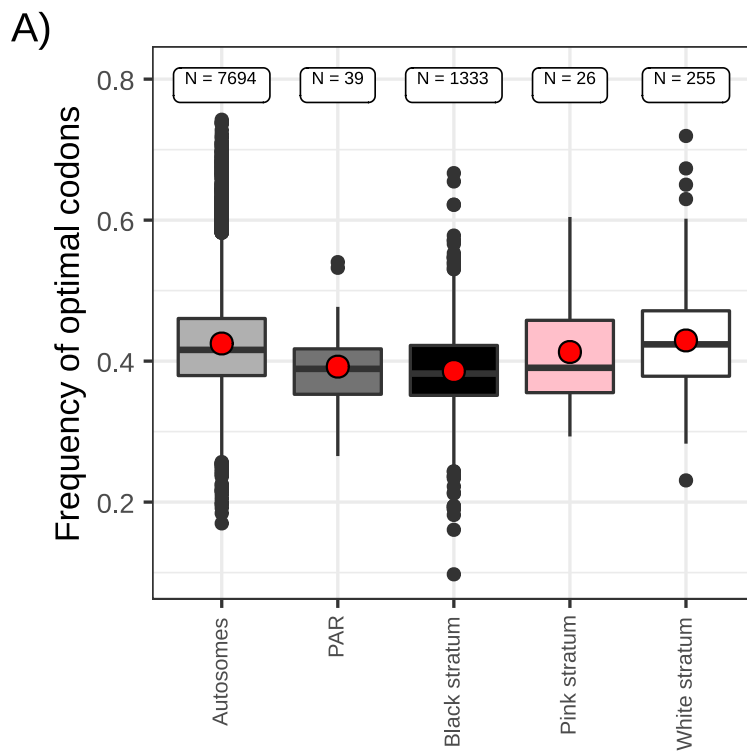 A)
N = 7694
N = 39
N = 1333
N = 26
N = 255
Frequency of optimal codons
0.8
0.6
0.4
0.2
Autosomes
PAR
Black stratum
Pink stratum
White stratum